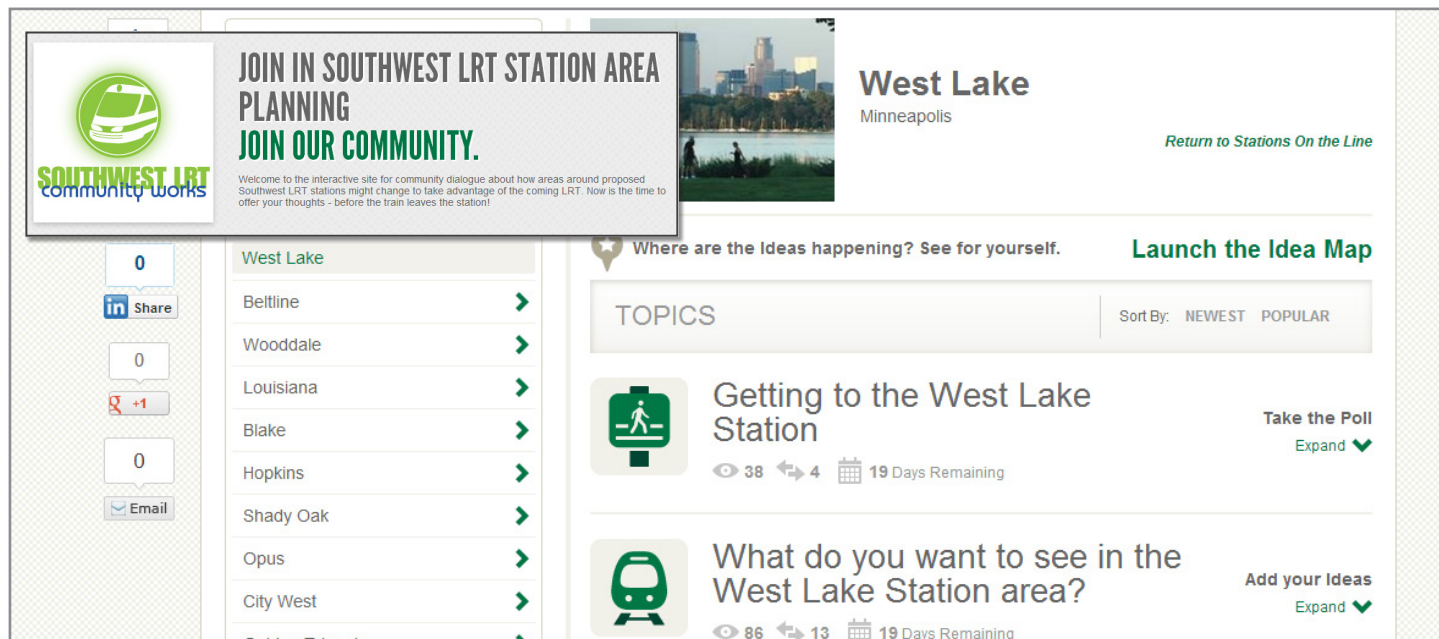 JOIN IN SOUTHWEST LRT STATION AREA
PLANNING
JOIN OUR COMMUNITY.
Welcome to the interactive site for community dialogue about how areas around proposed
Southwest LRT stations might change to take advantage of the coming LRT. Now is the time to
offer your thoughts - before the train leaves the station!
SOUTHWEST LRT
community works
0
in Share
0
g +1
0
Email
West Lake
Beltline
Wooddale
Louisiana
Blake
Hopkins
Shady Oak
Opus
City West
West Lake
Minneapolis
Return to Stations On the Line
Where are the Ideas happening? See for yourself.
Launch the Idea Map
TOPICS
Sort By: NEWEST POPULAR
Getting to the West Lake
Station
38 4 19 Days Remaining
Take the Poll
Expand
What do you want to see in the
West Lake Station area?
86 13 19 Days Remaining
Add your Ideas
Expand